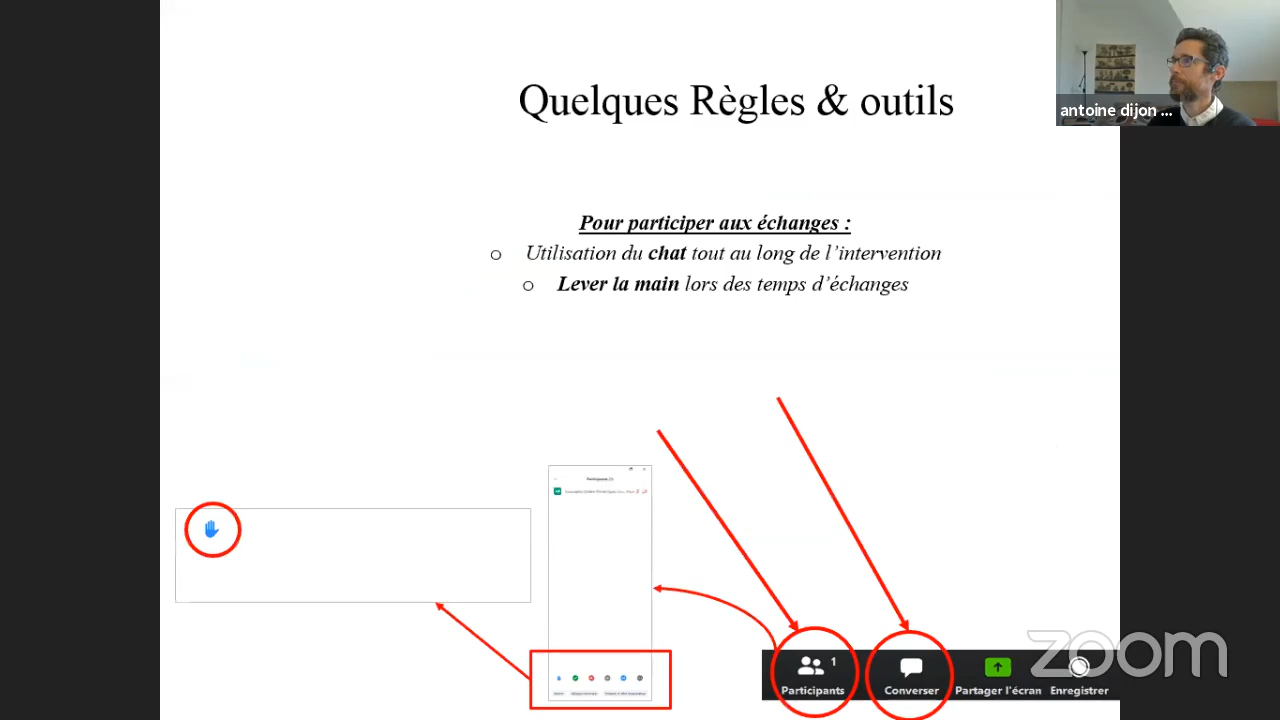 Quelques Règles & outils
antoine dijon ...
Pour participer aux échanges :
o Utilisation du chat tout au long de l'intervention
o Lever la main lors des temps d'échanges
1
Participants
Converser
Partager l'écran
Enregistrer
zoom